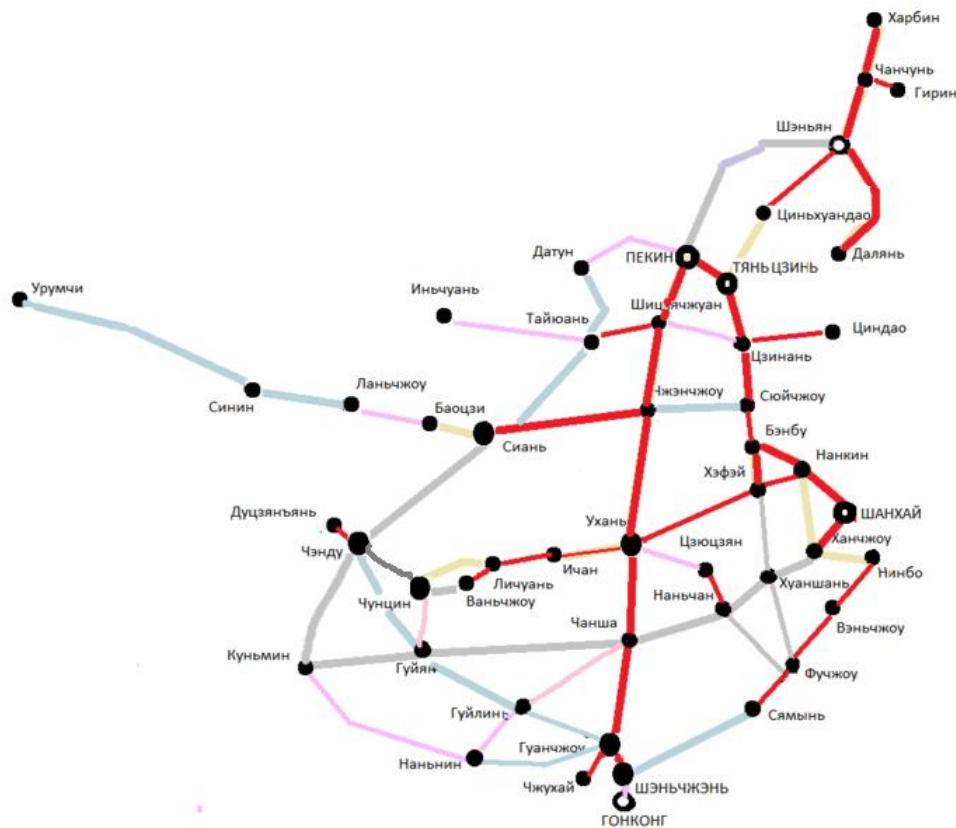 Харбин
Чанчунь
Гирин
Шэньян
Циньхуандао
Датун
ПЕКИН
ТЯНЬЦЗИНЬ
Далянь
Урумчи
Иньчуань
Тайюань
Шицзячжуан
Циндао
Цзинань
Ланьчжоу
Баоцзи
Чжэнчжоу
Сюйчжоу
Синин
Сиань
Бэнбу
Нанкин
Хэфэй
Дуцзянъянь
Ухань
Цзюцзян
ШАНХАЙ
Ханчжоу
Чэнду
Ичан
Личуань
Нинбо
Хуаншань
Чунцин
Ваньчжоу
Наньчан
Чанша
Вэньчжоу
Куньмин
Гуйян
Фучжоу
Гуйлинь
Сямынь
Гуанчжоу
Наньнин
Чжухай
ШЭНЬЧЖЭНЬ
ГОНКОНГ